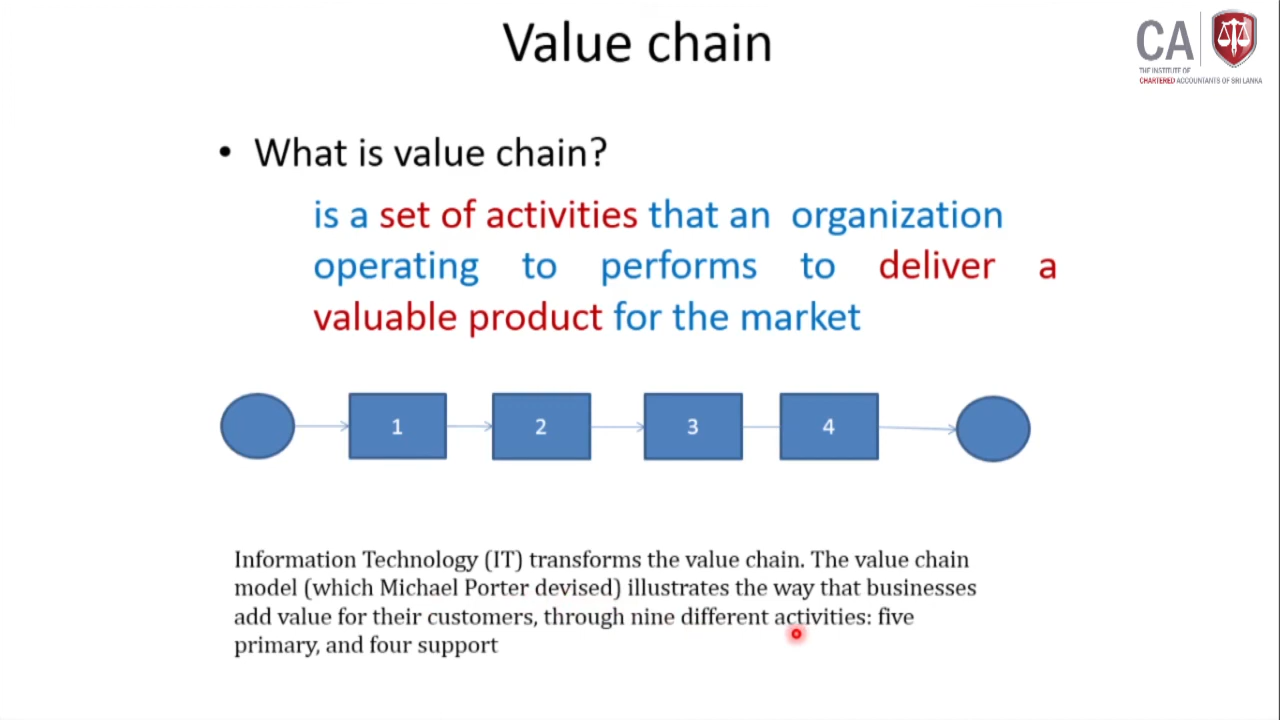 Value chain
CA
THE INSTITUTE OF
CHARTERED ACCOUNTANTS OF SRI LANKA
• What is value chain?
is a set of activities that an organization
operating to performs to deliver a
valuable product for the market
1 2 3 4
Information Technology (IT) transforms the value chain. The value chain
model (which Michael Porter devised) illustrates the way that businesses
add value for their customers, through nine different activities: five
primary, and four support